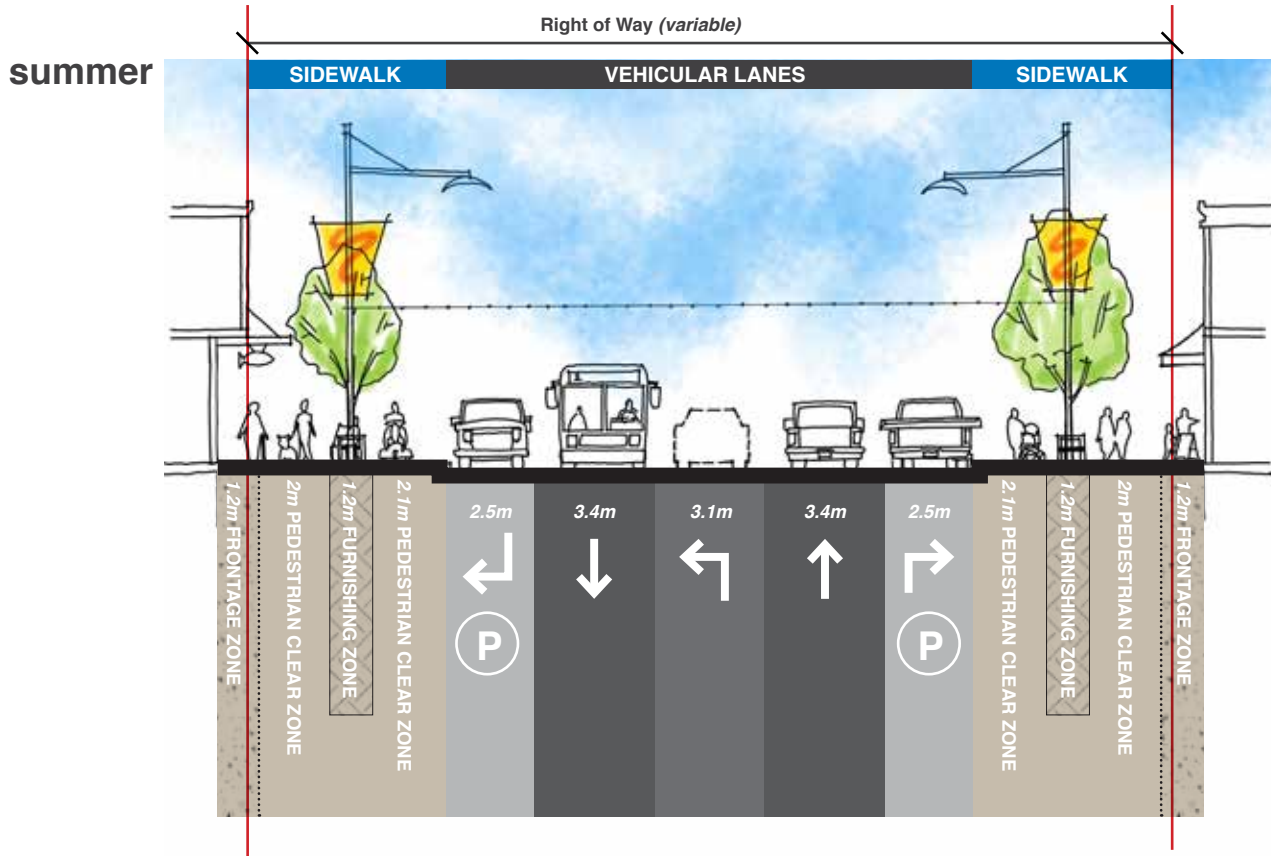 Right of Way (variable)
summer
SIDEWALK
VEHICULAR LANES
SIDEWALK
1.2m FRONTAGE ZONE
2m PEDESTRIAN CLEAR ZONE
1.2m FURNISHING ZONE
2.1m PEDESTRIAN CLEAR ZONE
2.5m
P
3.4m
3.1m
3.4m
2.5m
P
2.1m PEDESTRIAN CLEAR ZONE
1.2m FURNISHING ZONE
2m PEDESTRIAN CLEAR ZONE
1.2m FRONTAGE ZONE